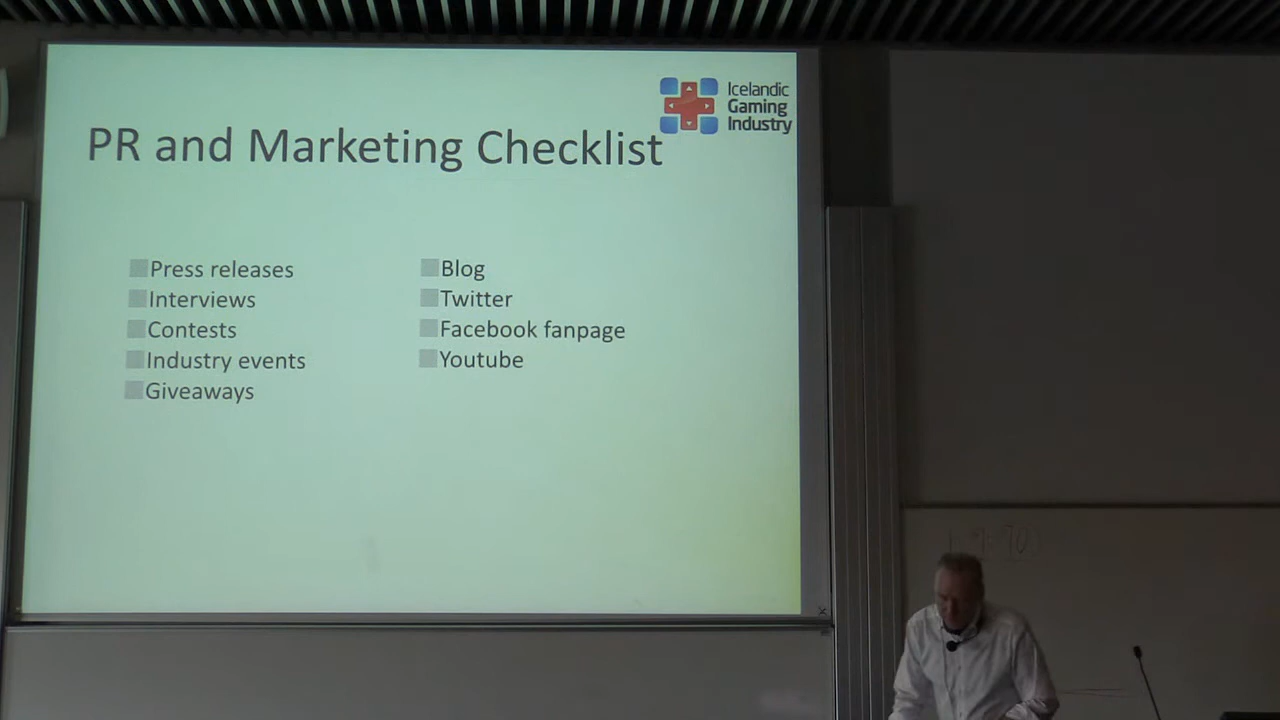 Icelandic
Gaming
Industry
PR and Marketing Checklist
Press releases
Interviews
Contests
Industry events
Giveaways
Blog
Twitter
Facebook fanpage
Youtube